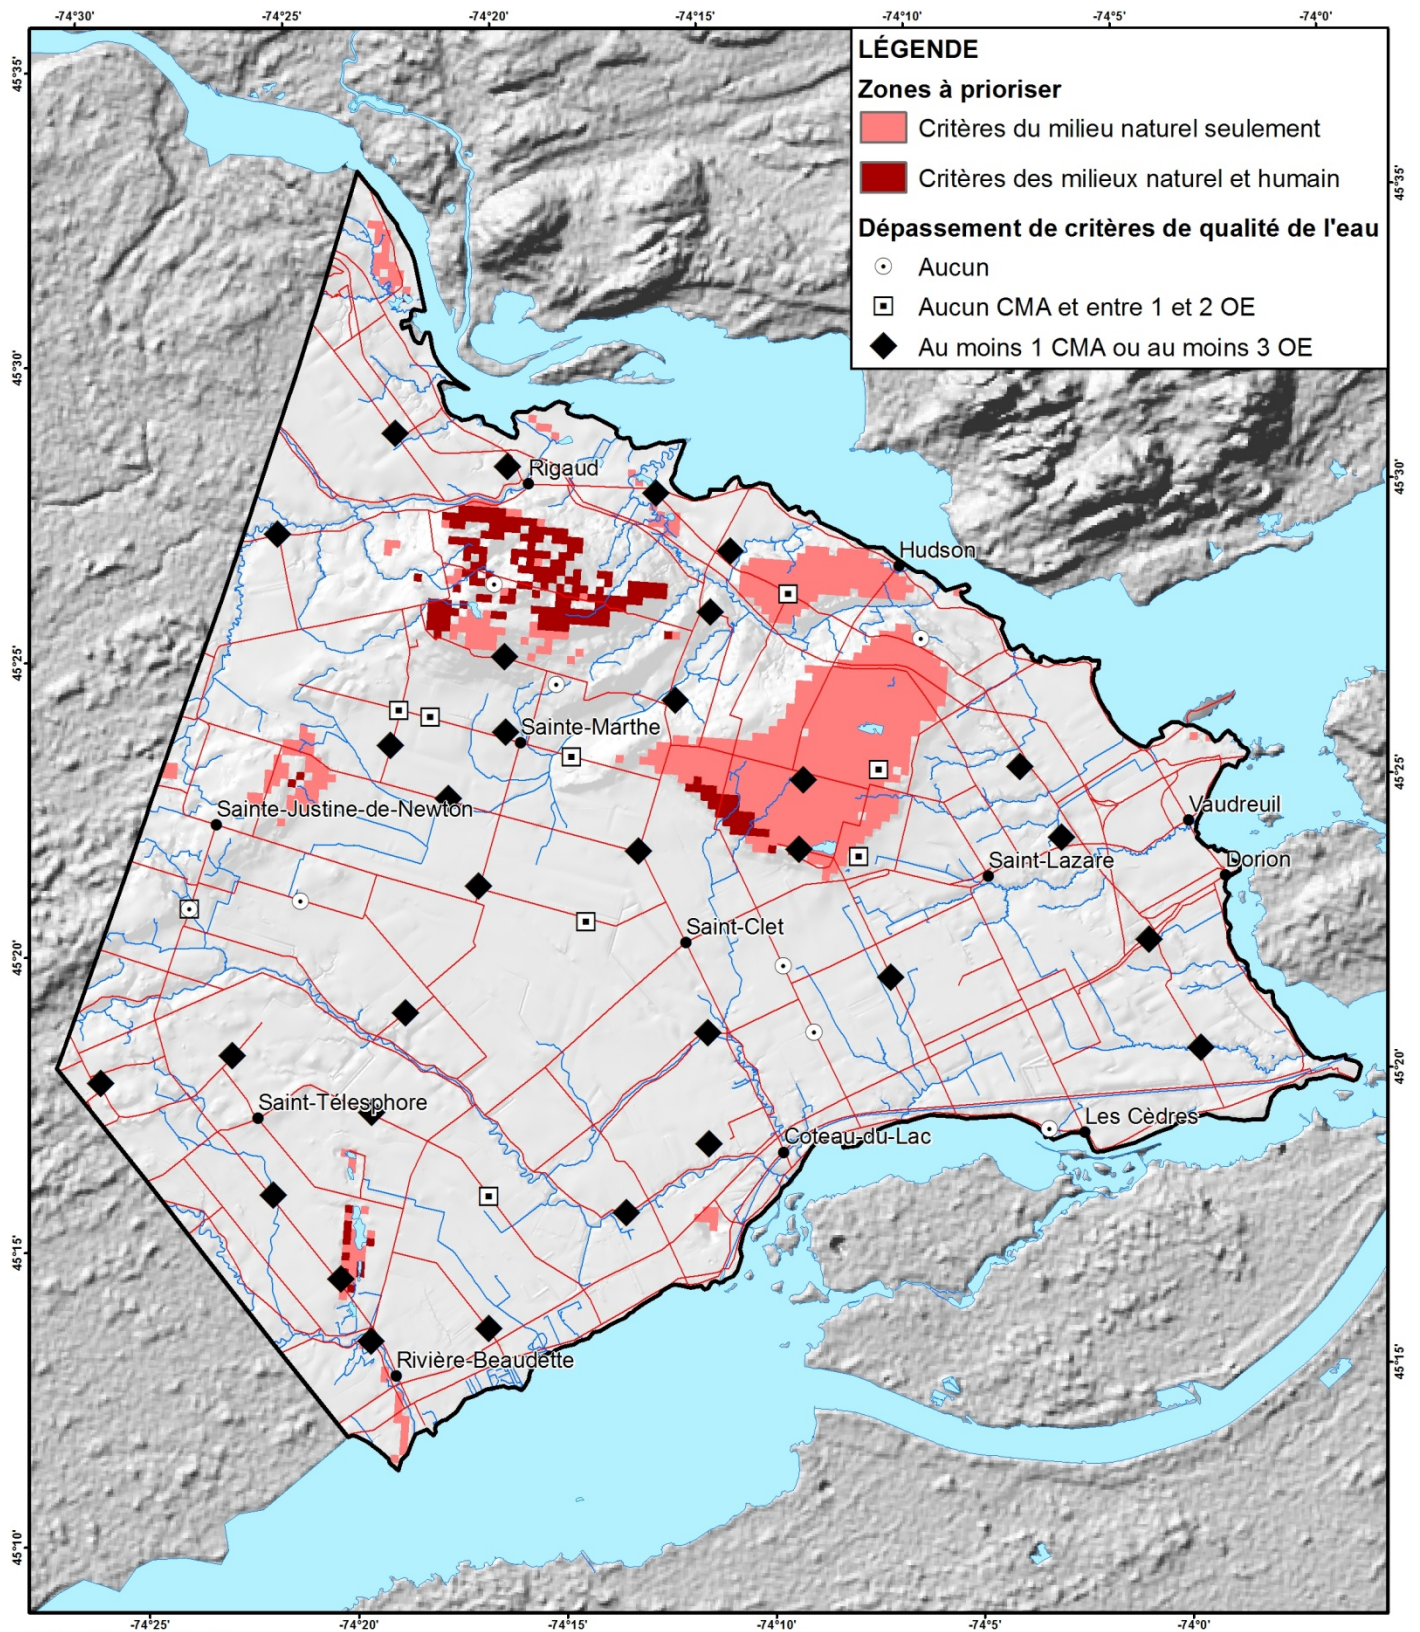 -74°30'
-74°25'
-74°20'
-74°15'
-74°10'
-74°5'
-74°0'
LÉGENDE
Zones à prioriser
Critères du milieu naturel seulement
Critères des milieux naturel et humain
Dépassement de critères de qualité de l'eau
Aucun
Aucun CMA et entre 1 et 2 OE
Au moins 1 CMA ou au moins 3 OE
45°35'
45°35'
45°30'
Rigaud
45°30'
Hudson
45°25'
Sainte-Marthe
45°25'
Sainte-Justine-de-Newton
Vaudreuil
Saint-Lazare
Dorion
Saint-Clet
45°20'
45°20'
Saint-Télesphore
Les Cèdres
Coteau-du-Lac
45°15'
Rivière-Beaudette
45°15'
45°10'
-74°25'
-74°20'
-74°15'
-74°10'
-74°5'
-74°0'